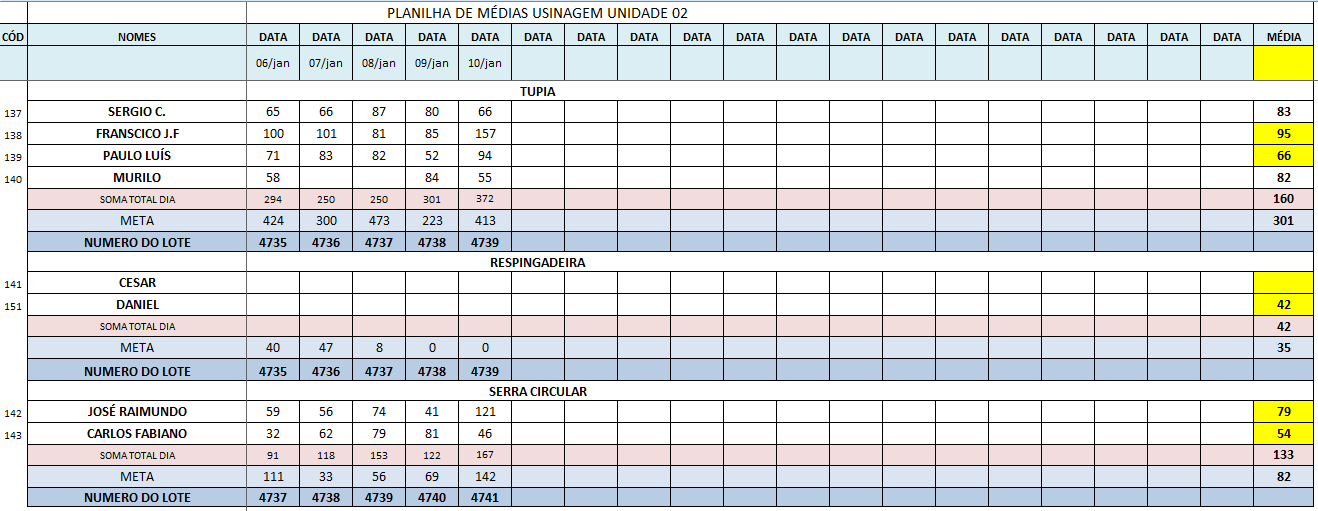 PLANILHA DE MÉDIAS USINAGEM UNIDADE 02
CÓD NOMES DATA DATA DATA DATA DATA DATA DATA DATA DATA DATA DATA DATA DATA DATA DATA DATA DATA DATA DATA MÉDIA
06/jan 07/jan 08/jan 09/jan 10/jan
TUPIA
137 SERGIO C. 65 66 87 80 66 83
138 FRANSCICO J.F 100 101 81 85 157 95
139 PAULO LUÍS 71 83 82 52 94 66
140 MURILO 58 84 55 82
SOMA TOTAL DIA 294 250 250 301 372 160
META 424 300 473 223 413 301
NUMERO DO LOTE 4735 4736 4737 4738 4739
RESPINGADEIRA
141 CESAR
151 DANIEL 42
SOMA TOTAL DIA 42
META 40 47 8 0 0 35
NUMERO DO LOTE 4735 4736 4737 4738 4739
SERRA CIRCULAR
142 JOSÉ RAIMUNDO 59 56 74 41 121 79
143 CARLOS FABIANO 32 62 79 81 46 54
SOMA TOTAL DIA 91 118 153 122 167 133
META 111 33 56 69 142 82
NUMERO DO LOTE 4737 4738 4739 4740 4741